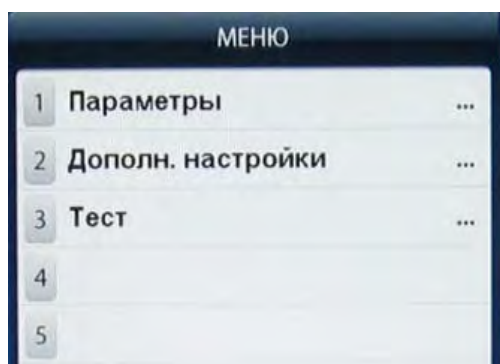 МЕНЮ
1 Параметры ...
2 Дополн. настройки ...
3 Тест ...
4
5